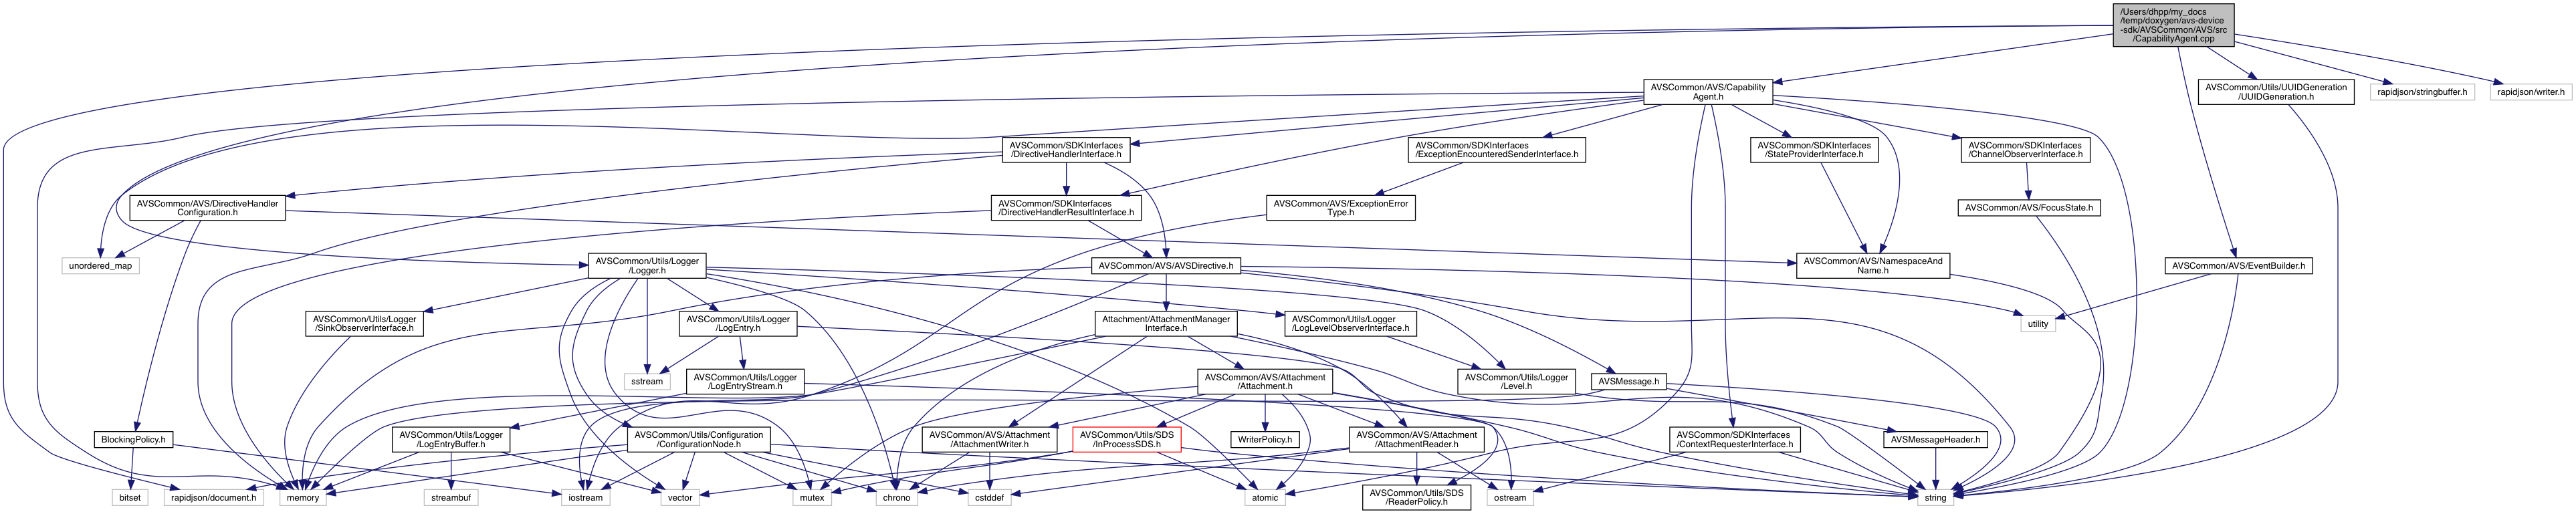 /Users/dhpp/my_docs
/temp/doxygen/avs-device
-sdk/AVSCommon/AVS/src
/CapabilityAgent.cpp
AVSCommon/AVS/Capability
Agent.h
AVSCommon/Utils/UUIDGeneration
/UUIDGeneration.h
rapidjson/stringbuffer.h
rapidjson/writer.h
AVSCommon/SDKInterfaces
/DirectiveHandlerInterface.h
AVSCommon/SDKInterfaces
/ExceptionEncounteredSenderInterface.h
AVSCommon/SDKInterfaces
/StateProviderInterface.h
AVSCommon/SDKInterfaces
/ChannelObserverInterface.h
AVSCommon/AVS/DirectiveHandler
Configuration.h
AVSCommon/SDKInterfaces
/DirectiveHandlerResultInterface.h
AVSCommon/AVS/ExceptionError
Type.h
AVSCommon/AVS/FocusState.h
unordered_map
AVSCommon/Utils/Logger
/Logger.h
AVSCommon/AVS/AVSDirective.h
AVSCommon/AVS/NamespaceAnd
Name.h
AVSCommon/AVS/EventBuilder.h
AVSCommon/Utils/Logger
/SinkObserverInterface.h
AVSCommon/Utils/Logger
/LogEntry.h
Attachment/AttachmentManager
Interface.h
AVSCommon/Utils/Logger
/LogLevelObserverInterface.h
utility
sstream
AVSCommon/Utils/Logger
/LogEntryStream.h
AVSCommon/AVS/Attachment
/Attachment.h
AVSCommon/Utils/Logger
/Level.h
AVSMessage.h
BlockingPolicy.h
AVSCommon/Utils/Logger
/LogEntryBuffer.h
AVSCommon/Utils/Configuration
/ConfigurationNode.h
AVSCommon/AVS/Attachment
/AttachmentWriter.h
AVSCommon/Utils/SDS
/InProcessSDS.h
WriterPolicy.h
AVSCommon/AVS/Attachment
/AttachmentReader.h
AVSCommon/SDKInterfaces
/ContextRequesterInterface.h
AVSMessageHeader.h
bitset
rapidjson/document.h
memory
streambuf
iostream
vector
mutex
chrono
cstddef
atomic
AVSCommon/Utils/SDS
/ReaderPolicy.h
ostream
string